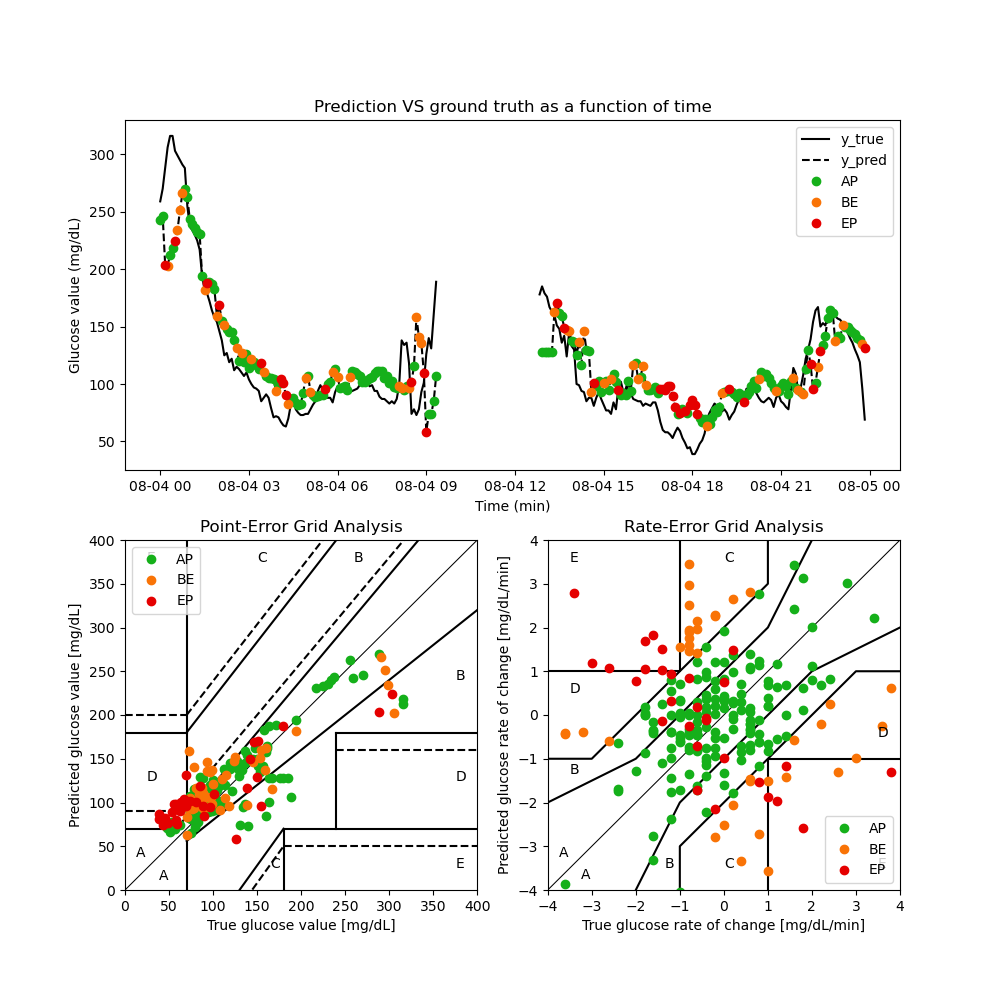 Prediction VS ground truth as a function of time
Glucose value (mg/dL)
300
250
200
150
100
50
y_true
y_pred
AP
BE
EP
08-04 00 08-04 03 08-04 06 08-04 09 08-04 12 08-04 15 08-04 18 08-04 21 08-05 00
Time (min)
Point-Error Grid Analysis
Predicted glucose value [mg/dL]
400
350
300
250
200
150
100
50
0
AP
BE
EP
C
B
B
D
D
A
A
C
E
0 50 100 150 200 250 300 350 400
True glucose value [mg/dL]
Rate-Error Grid Analysis
Predicted glucose rate of change [mg/dL/min]
4
3
2
1
0
−1
−2
−3
−4
E
C
D
D
B
A
A
B
C
AP
BE
EP
−4 −3 −2 −1 0 1 2 3 4
True glucose rate of change [mg/dL/min]